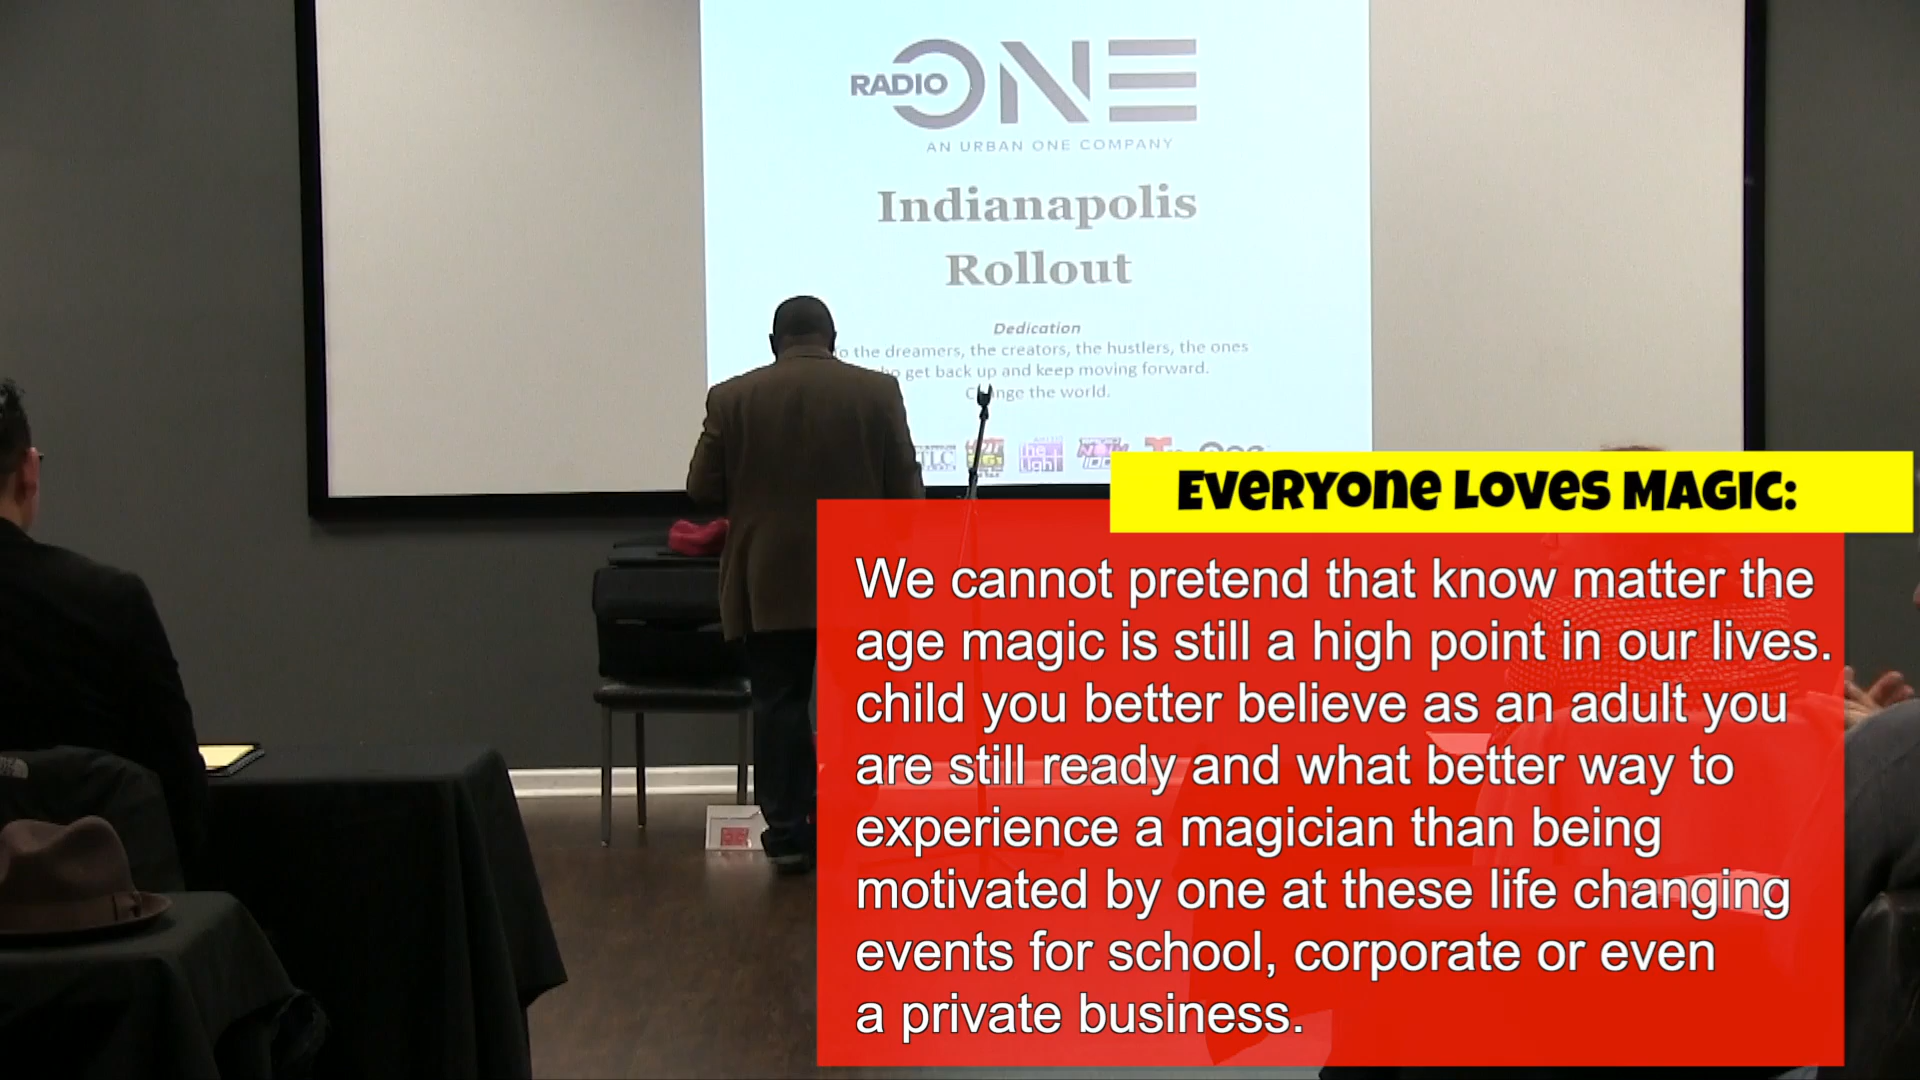 RADIO ONE
AN URBAN ONE COMPANY
Indianapolis
Rollout
Dedication
the dreamers, the creators, the hustlers, the ones
get back up and keep moving forward.
the world.
TLC
The Light
EVERYONE LOVES MAGIC:
We cannot pretend that know matter the
age magic is still a high point in our lives.
child you better believe as an adult you
are still ready and what better way to
experience a magician than being
motivated by one at these life changing
events for school, corporate or even
a private business.